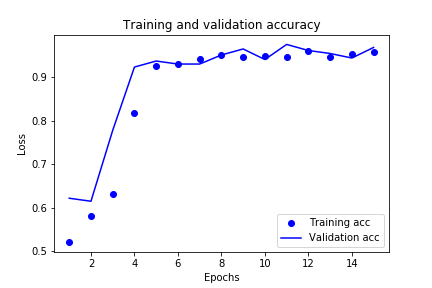 Training and validation accuracy
Loss
0.9
0.8
0.7
0.6
0.5
2 4 6 8 10 12 14
Epochs
Training acc
Validation acc